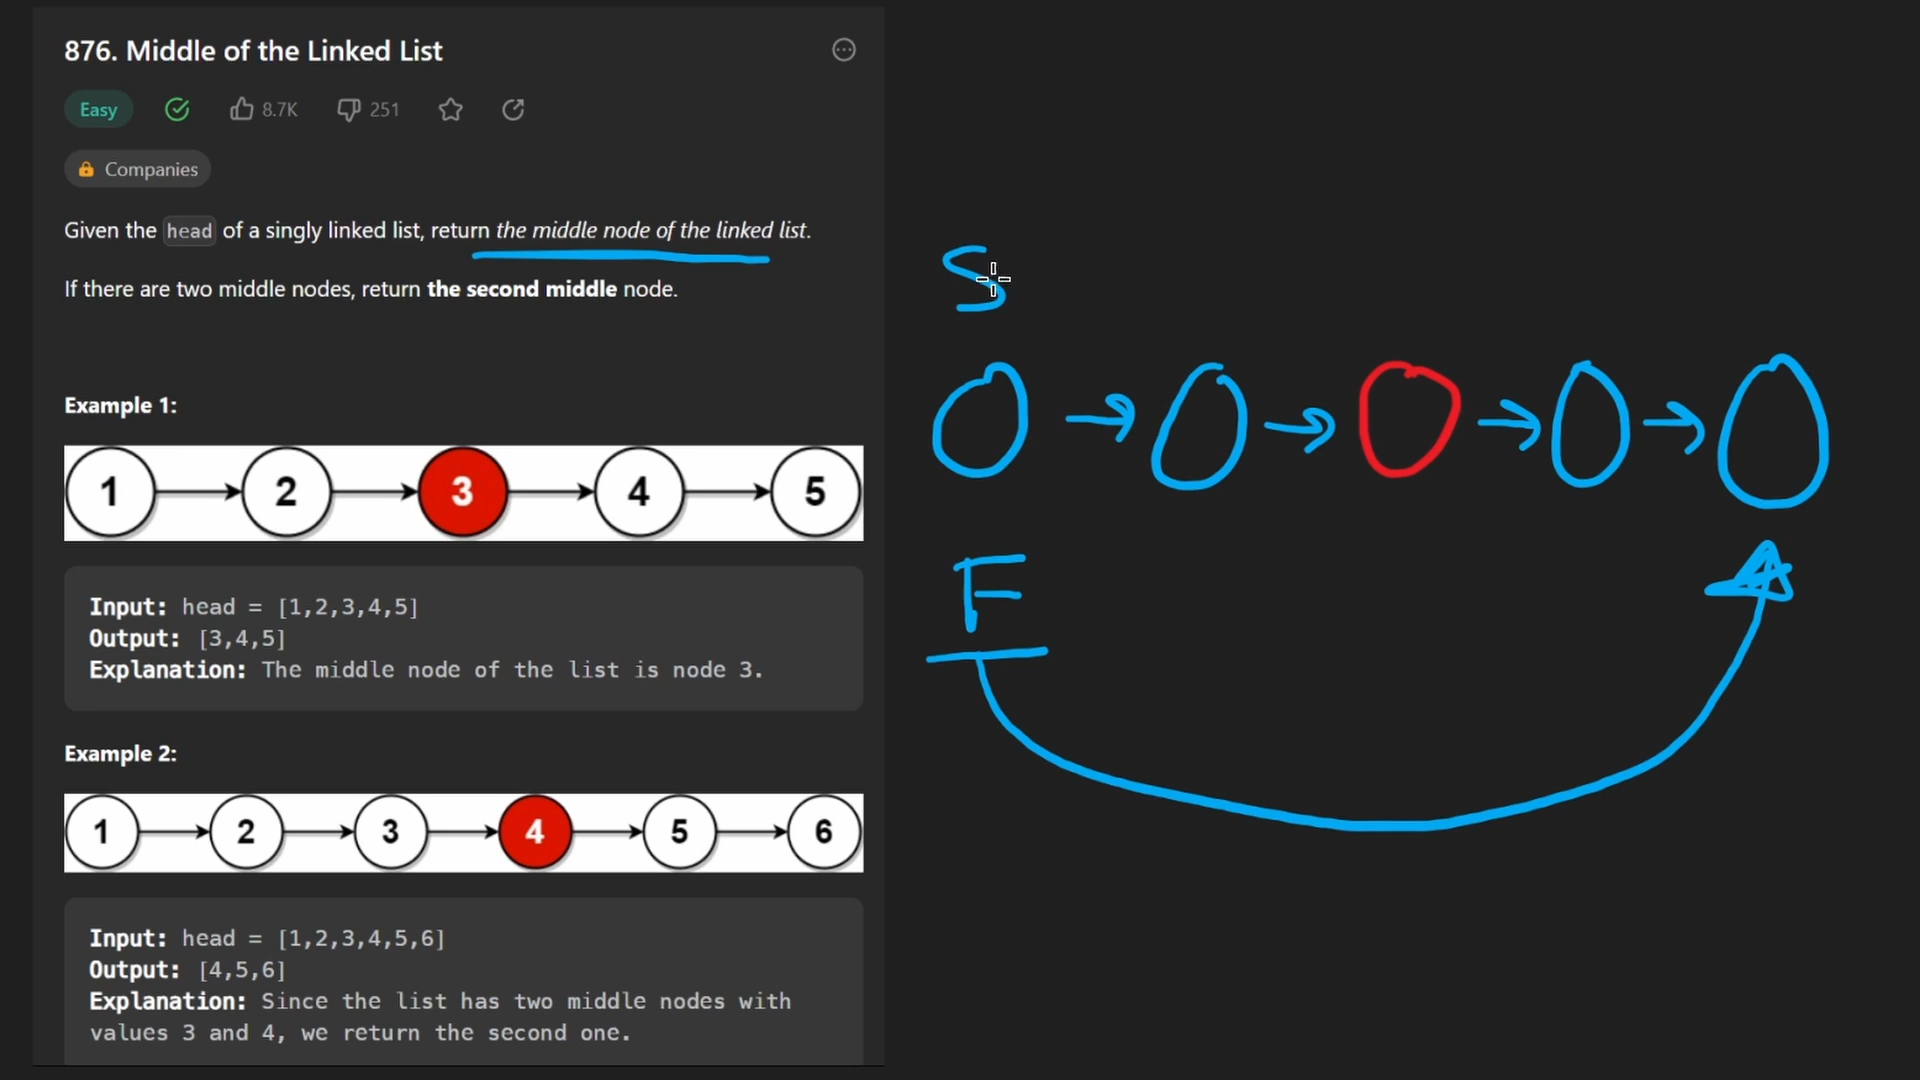 876. Middle of the Linked List
Easy 8.7K 251
Companies
Given the head of a singly linked list, return the middle node of the linked list.
If there are two middle nodes, return the second middle node.
S
Example 1:
1 2 3 4 5
F
Input: head = [1,2,3,4,5]
Output: [3,4,5]
Explanation: The middle node of the list is node 3.
Example 2:
1 2 3 4 5 6
Input: head = [1,2,3,4,5,6]
Output: [4,5,6]
Explanation: Since the list has two middle nodes with
values 3 and 4, we return the second one.